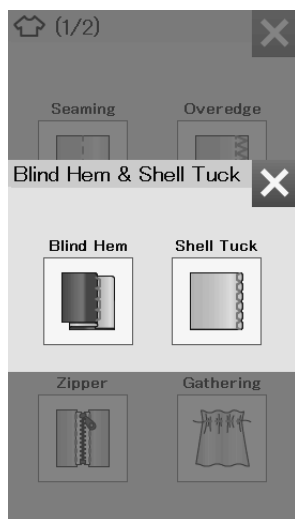 (1/2)
Seaming Overedge
Blind Hem & Shell Tuck
Blind Hem Shell Tuck
Zipper Gathering